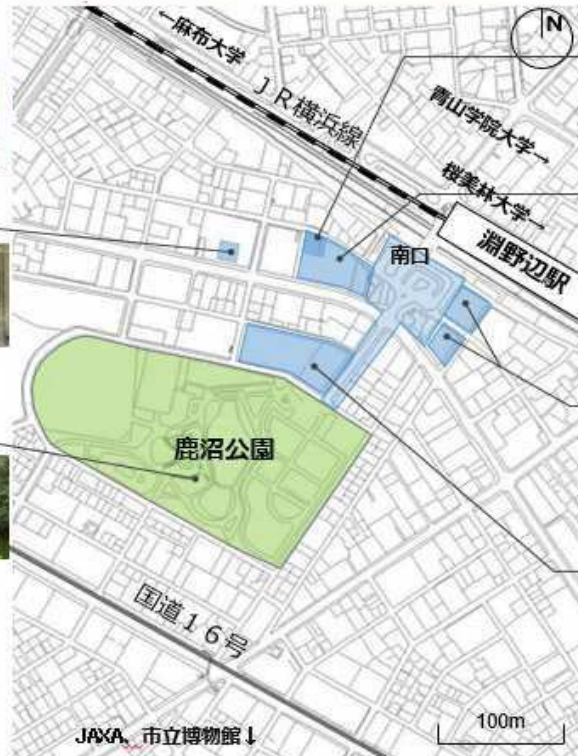 N
←麻布大学
JR横浜線
青山学院大学→
桜美林大学→
淵野辺駅
南口
鹿沼公園
国道16号
JAXA、市立博物館↓
100m